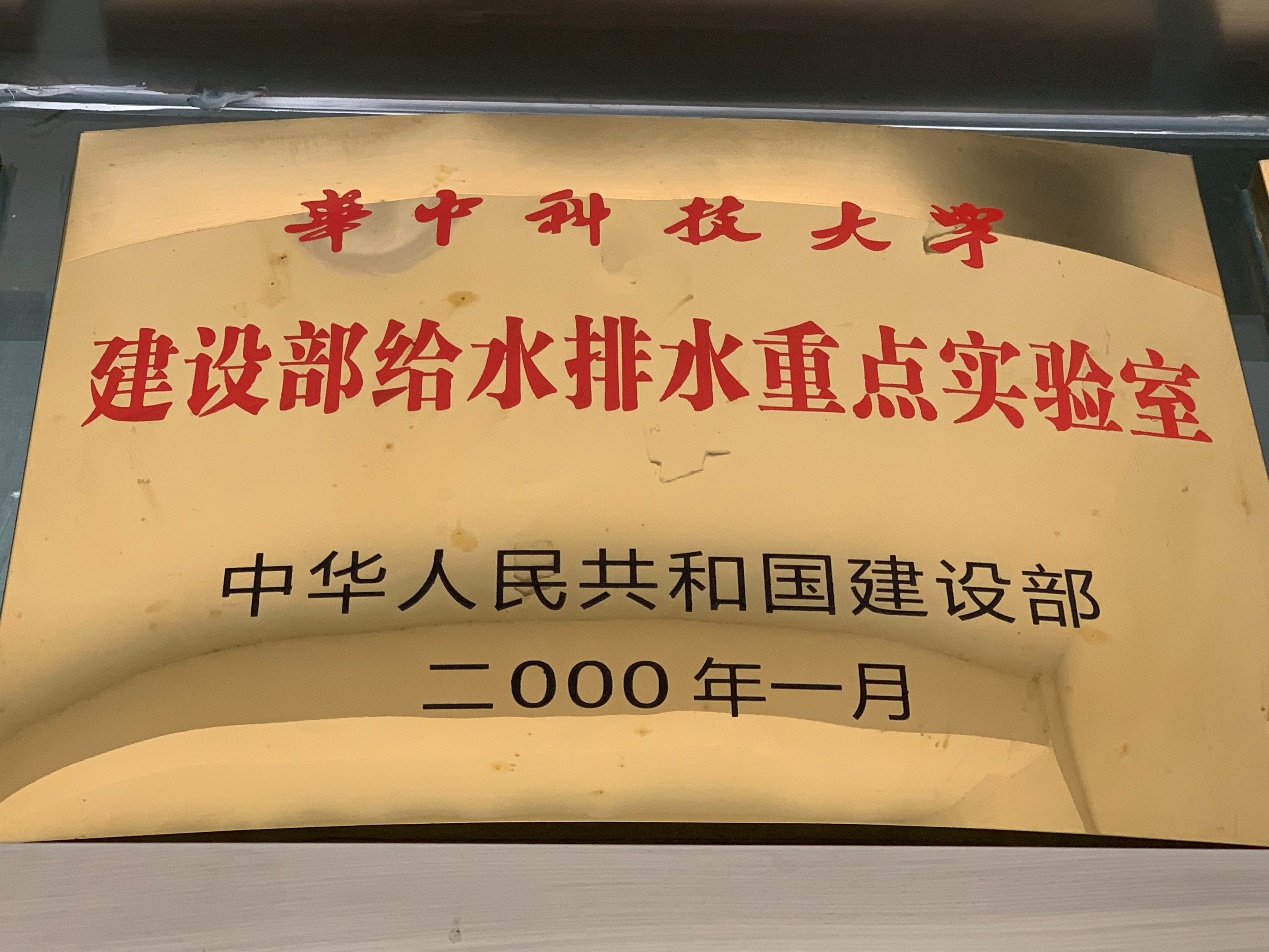 華中科技大学
建设部给水排水重点实验室
中华人民共和国建设部
二000年一月